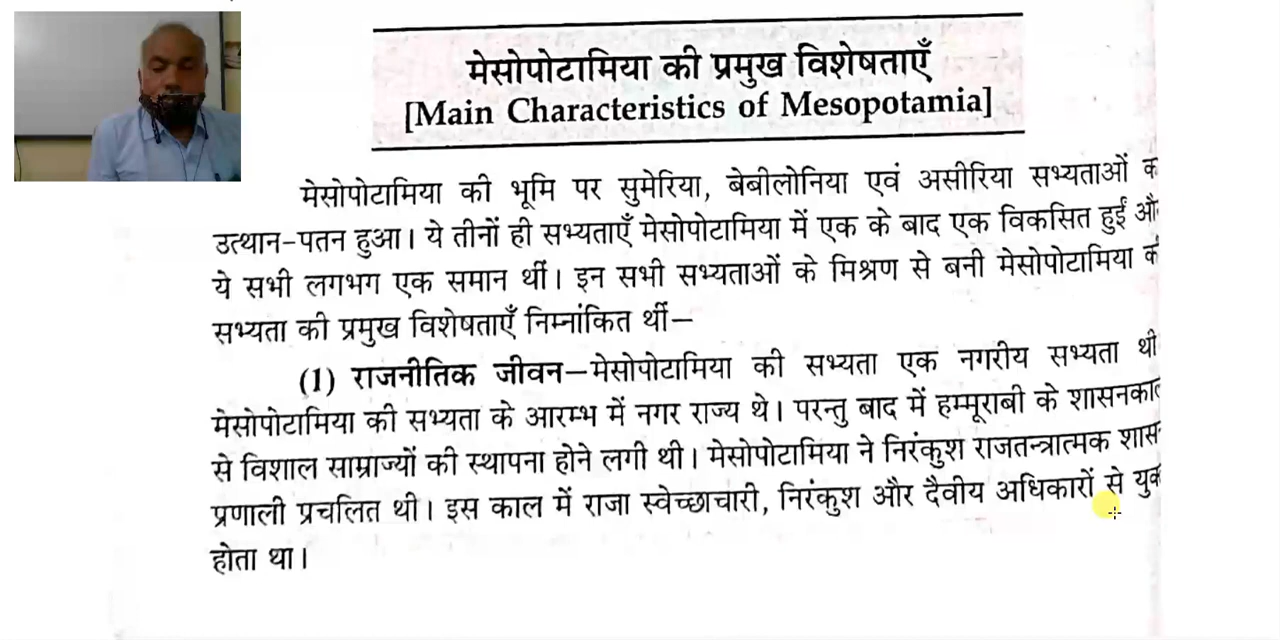 मेसोपोटामिया की प्रमुख विशेषताएँ
[Main Characteristics of Mesopotamia]
मेसोपोटामिया की भूमि पर सुमेरिया, बेबीलोनिया एवं असीरिया सभ्यताओं
उत्थान-पतन हुआ। ये तीनों ही सभ्यताएँ मेसोपोटामिया में एक के बाद एक विकसित हुईं
ये सभी लगभग एक समान थीं। इन सभी सभ्यताओं के मिश्रण से बनी मेसोपोटामिया
सभ्यता की प्रमुख विशेषताएँ निम्नांकित थीं—
(1) राजनीतिक जीवन—मेसोपोटामिया की सभ्यता एक नगरीय सभ्यता थी
मेसोपोटामिया की सभ्यता के आरम्भ में नगर राज्य थे। परन्तु बाद में हम्मूराबी के
से विशाल साम्राज्यों की स्थापना होने लगी थी। मेसोपोटामिया ने निरंकुश राजतन्त्रात्मक
प्रणाली प्रचलित थी। इस काल में राजा स्वेच्छाचारी, निरंकुश और दैवीय अधिकारों से
होता था।